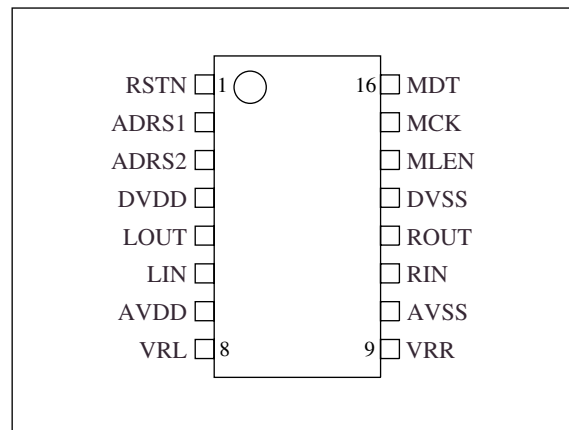 RSTN 1 16 MDT
ADRS1 MCK
ADRS2 MLEN
DVDD DVSS
LOUT ROUT
LIN RIN
AVDD AVSS
VRL 8 9 VRR